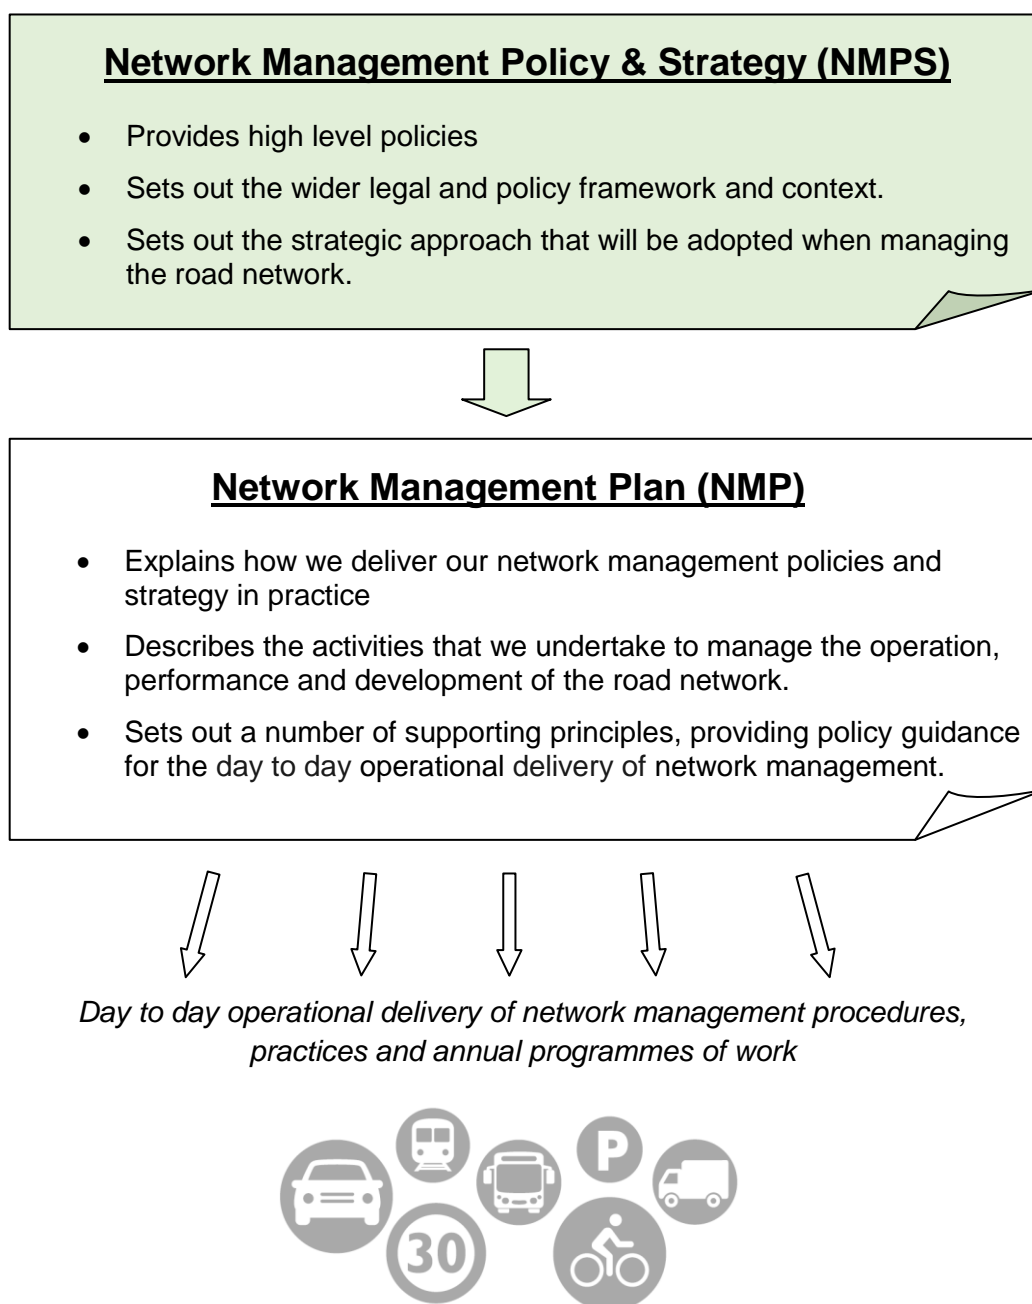 Network Management Policy & Strategy (NMPS)
• Provides high level policies
• Sets out the wider legal and policy framework and context.
• Sets out the strategic approach that will be adopted when managing
the road network.
Network Management Plan (NMP)
• Explains how we deliver our network management policies and
strategy in practice
• Describes the activities that we undertake to manage the operation,
performance and development of the road network.
• Sets out a number of supporting principles, providing policy guidance
for the day to day operational delivery of network management.
Day to day operational delivery of network management procedures,
practices and annual programmes of work
P
30